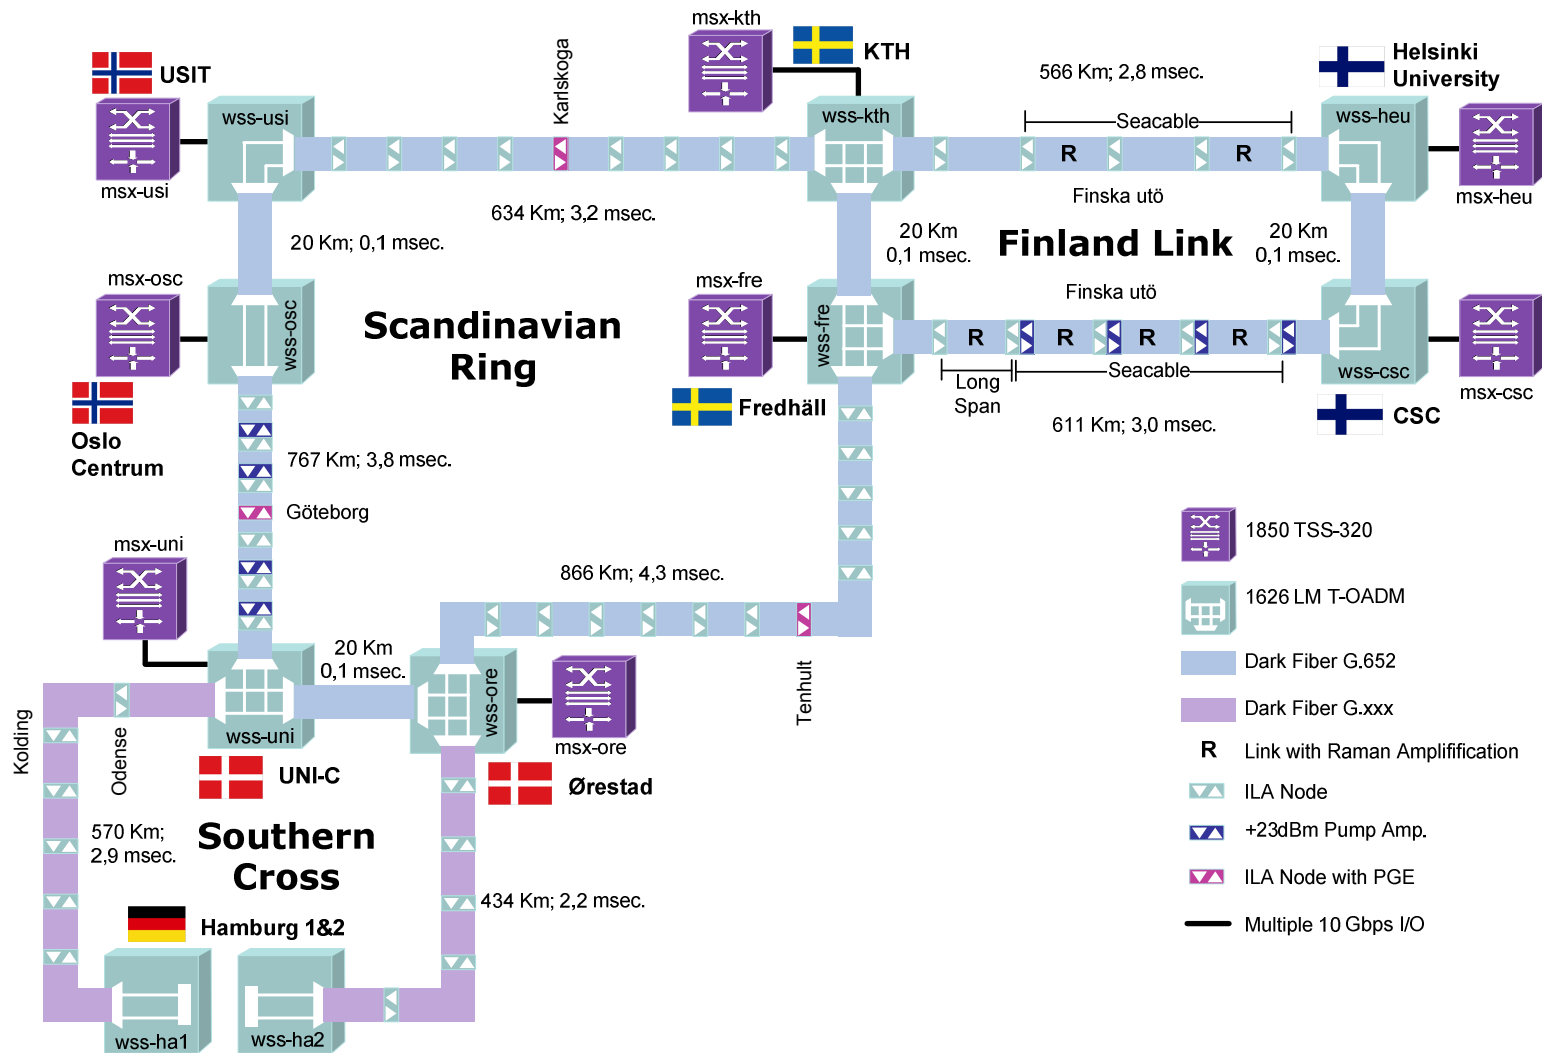 msx-kth
KTH
Helsinki
University
566 Km; 2,8 msec.
USIT
Karlskoga
wss-usi
wss-kth
Seacable
wss-heu
R
R
msx-usi
msx-heu
634 Km; 3,2 msec.
Finska utö
20 Km; 0,1 msec.
20 Km
0,1 msec.
Finland Link
20 Km
0,1 msec.
msx-osc
msx-fre
Finska utö
wss-osc
Scandinavian
Ring
wss-fre
R
R
R
R
Seacable
wss-csc
msx-csc
Long
Span
Fredhäll
CSC
611 Km; 3,0 msec.
Oslo
Centrum
767 Km; 3,8 msec.
Göteborg
1850 TSS-320
msx-uni
866 Km; 4,3 msec.
1626 LM T-OADM
20 Km
0,1 msec.
wss-ore
Dark Fiber G.652
Tenhult
Dark Fiber G.xxx
Kolding
Odense
wss-uni
msx-ore
R
Link with Raman Amplifification
UNI-C
Ørestad
ILA Node
570 Km;
2,9 msec.
Southern
Cross
+23dBm Pump Amp.
ILA Node with PGE
434 Km; 2,2 msec.
Hamburg 1&2
Multiple 10 Gbps I/O
wss-ha1
wss-ha2